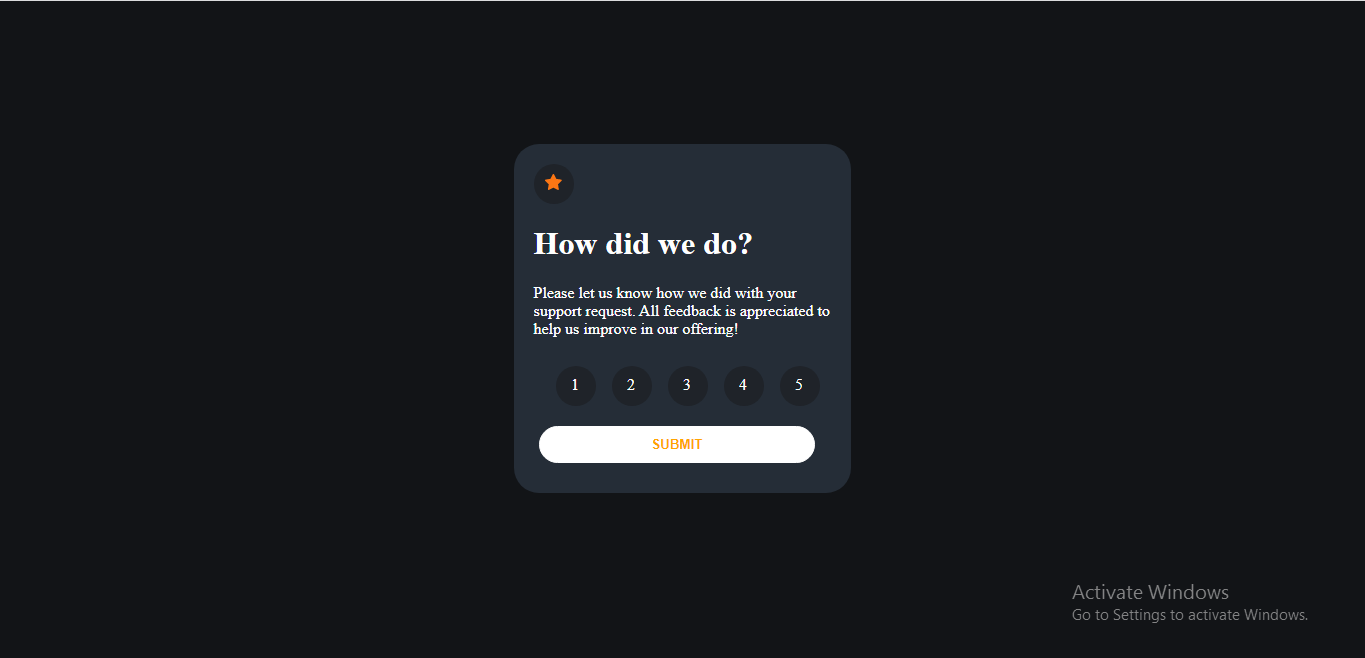 How did we do?
Please let us know how we did with your
support request. All feedback is appreciated to
help us improve in our offering!
1 2 3 4 5
SUBMIT
Activate Windows
Go to Settings to activate Windows.